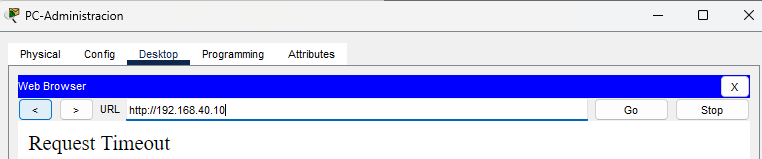 PC-Administracion
Physical Config Desktop Programming Attributes
Web Browser X
< > URL http://192.168.40.10 Go Stop
Request Timeout